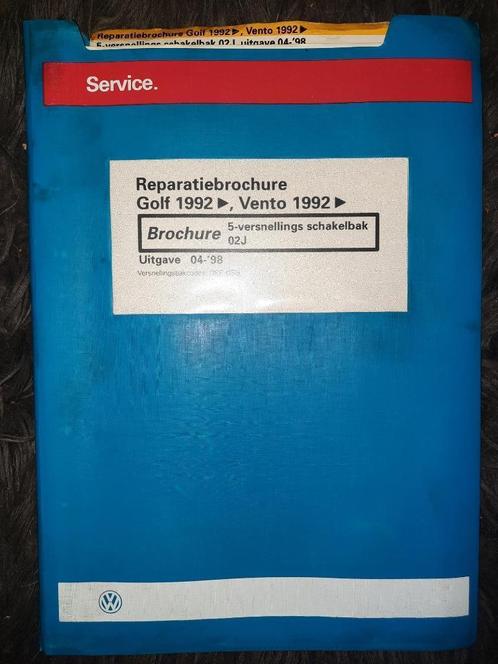 Reparatiebrochure Golf 1992►, Vento 1992►
5-versnellings schakelbak 02J uitgave 04-'98
Service.
Reparatiebrochure
Golf 1992►, Vento 1992►
Brochure 5-versnellings schakelbak
02J
Uitgave 04-'98
Versnellingsbakcodes: